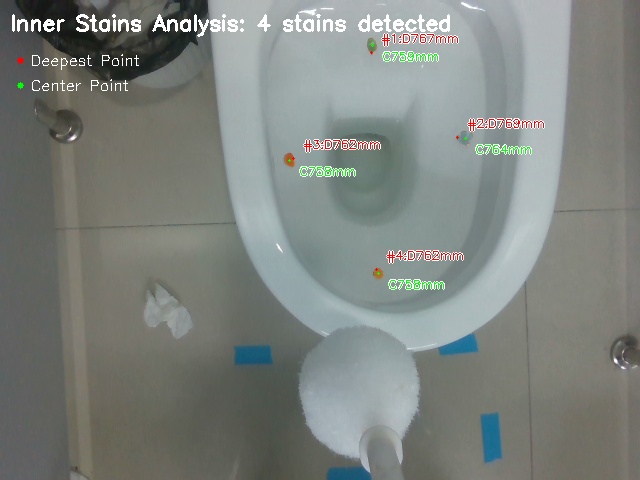 Inner Stains Analysis: 4 stains detected
Deepest Point
Center Point
#1:D767mm
C759mm
#2:D769mm
C764mm
#3:D762mm
C758mm
#4:D762mm
C758mm